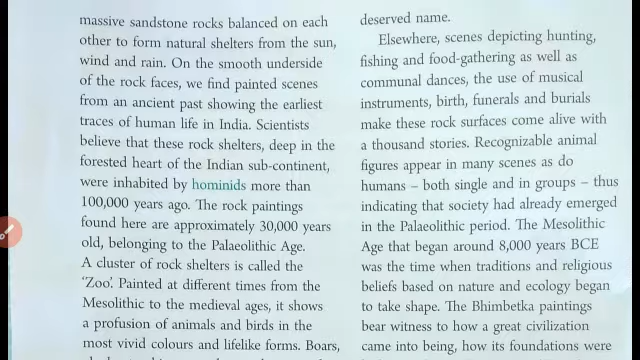 massive sandstone rocks balanced on each
other to form natural shelters from the sun,
wind and rain. On the smooth underside
of the rock faces, we find painted scenes
from an ancient past showing the earliest
traces of human life in India. Scientists
believe that these rock shelters, deep in the
forested heart of the Indian sub-continent,
were inhabited by hominids more than
100,000 years ago. The rock paintings
found here are approximately 30,000 years
old, belonging to the Palaeolithic Age.
A cluster of rock shelters is called the
‘Zoo’. Painted at different times from the
Mesolithic to the medieval ages, it shows
a profusion of animals and birds in the
most vivid colours and lifelike forms. Boars,
deserved name.
Elsewhere, scenes depicting hunting,
fishing and food-gathering as well as
communal dances, the use of musical
instruments, birth, funerals and burials
make these rock surfaces come alive with
a thousand stories. Recognizable animal
figures appear in many scenes as do
humans – both single and in groups – thus
indicating that society had already emerged
in the Palaeolithic period. The Mesolithic
Age that began around 8,000 years BCE
was the time when traditions and religious
beliefs based on nature and ecology began
to take shape. The Bhimbetka paintings
bear witness to how a great civilization
came into being, how its foundations were